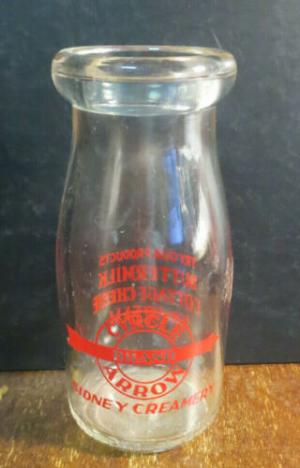 CIRCLE
BRAND
ARROW
SIDNEY CREAMERY
TRY OUR PRODUCTS
BUTTERMILK
COTTAGE CHEESE